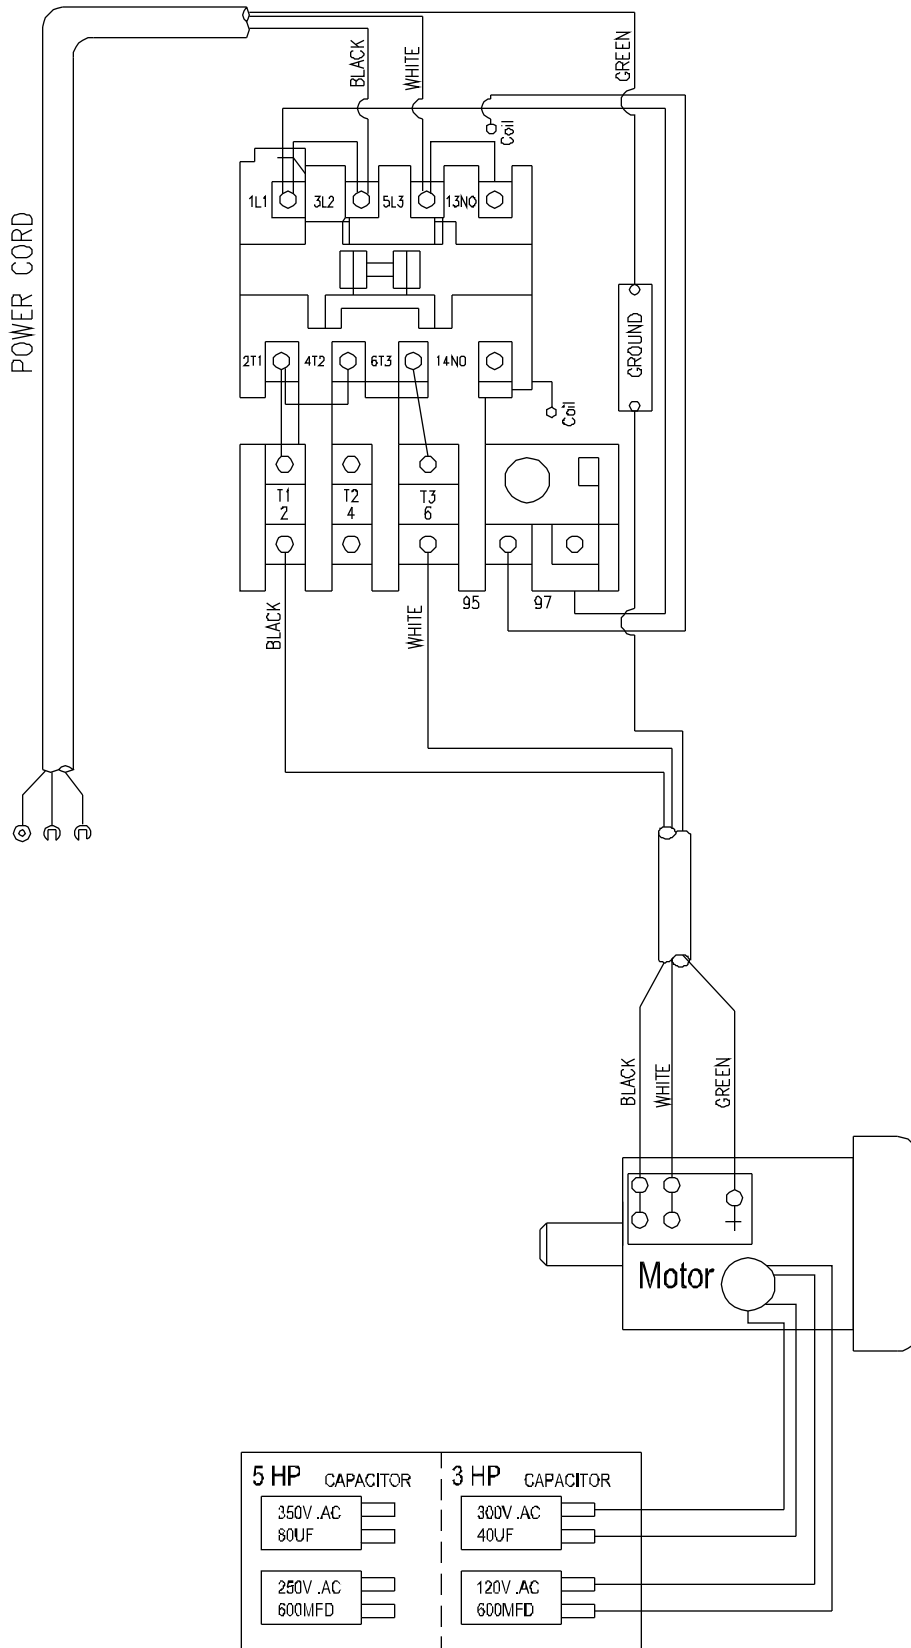 BLACK
WHITE
GREEN
Coil
1L1
3L2
5L3
13NO
POWER CORD
GROUND
2T1
4T2
6T3
14NO
Coil
T1
2
T2
4
T3
6
95
97
BLACK
WHITE
BLACK
WHITE
GREEN
Motor
5 HP CAPACITOR
350V .AC
80UF
250V .AC
600MFD
3 HP CAPACITOR
300V .AC
40UF
120V .AC
600MFD